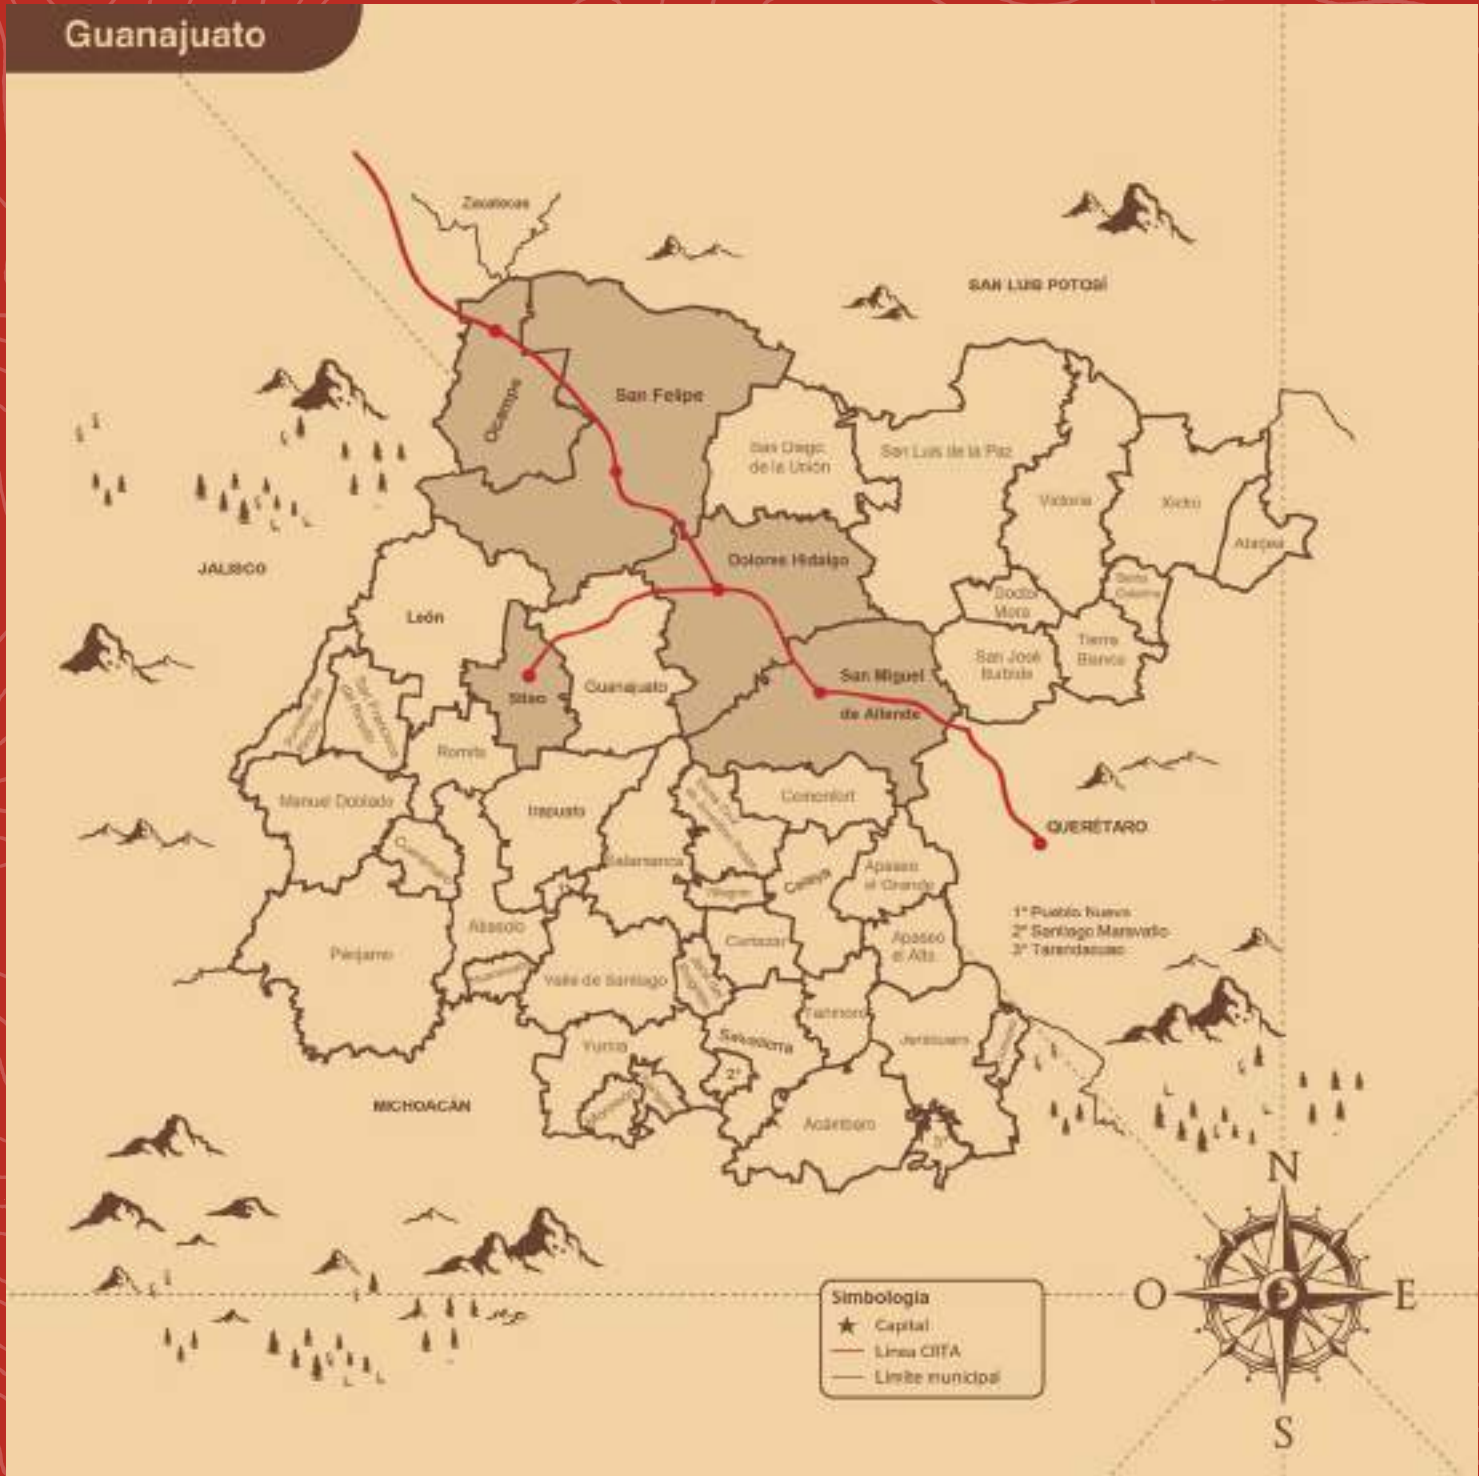 Guanajuato
Zacatecas
SAN LUIS POTOSÍ
Ocampo
San Felipe
San Diego
de la Unión
San Luis de la Paz
Victoria
Xichú
Atarjea
JALISCO
Dolores Hidalgo
Doctor
Mora
Santa
Catarina
León
Silao
Guanajuato
San Miguel
de Allende
San José
Iturbide
Tierra
Blanca
Romita
Manuel Doblado
Irapuato
Comonfort
QUERÉTARO
Salamanca
Celaya
Apaseo
el Grande
1° Pueblo Nuevo
2° Santiago Maravatío
3° Tarandacuao
Pénjamo
Abasolo
Cortazar
Apaseo
el Alto
Valle de Santiago
Tarimoro
Jerécuaro
Yuriria
Salvatierra
2°
MICHOACÁN
Acámbaro
3°
N
O
E
S
Simbología
Capital
Línea CIITA
Límite municipal